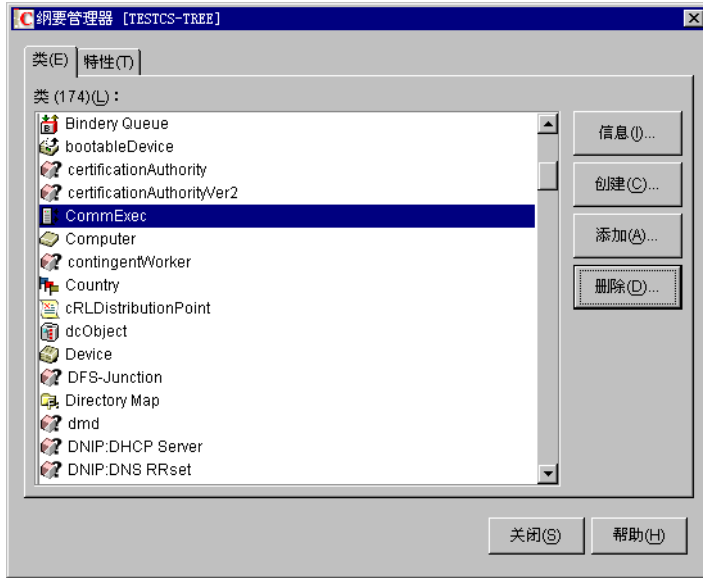 纲要管理器 [TESTCS-TREE]
类(E) 特性(T)
类 (174)(L)：
Bindery Queue
bootableDevice
certificationAuthority
certificationAuthorityVer2
CommExec
Computer
contingentWorker
Country
cRLDistributionPoint
dcObject
Device
DFS-Junction
Directory Map
dmd
DNIP:DHCP Server
DNIP:DNS RRset
信息(I)...
创建(C)...
添加(A)...
删除(D)...
关闭(S) 帮助(H)